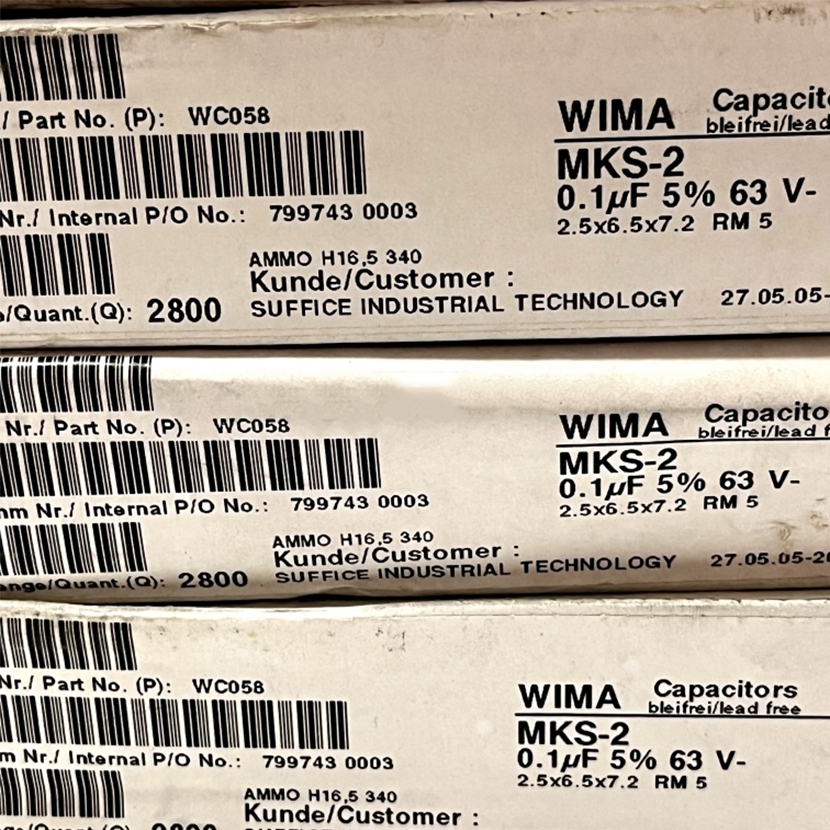 / Part No. (P): WC058
WIMA Capacit
bleifrei/lead
MKS-2
0.1µF 5% 63 V-
2.5x6.5x7.2 RM 5
Nr./ Internal P/O No.: 799743 0003
AMMO H16,5 340
Kunde/Customer :
/Quant.(Q): 2800 SUFFICE INDUSTRIAL TECHNOLOGY 27.05.05-
Nr./ Part No. (P): WC058
WIMA Capacito
bleifrei/lead f
MKS-2
0.1µF 5% 63 V-
2.5x6.5x7.2 RM 5
mm Nr./ Internal P/O No.: 799743 0003
AMMO H16,5 340
Kunde/Customer :
enge/Quant.(Q): 2800 SUFFICE INDUSTRIAL TECHNOLOGY 27.05.05-20
Nr./ Part No. (P): WC058
WIMA Capacitors
bleifrei/lead free
MKS-2
0.1µF 5% 63 V-
2.5x6.5x7.2 RM 5
m Nr./ Internal P/O No.: 799743 0003
AMMO H16,5 340
Kunde/Customer :